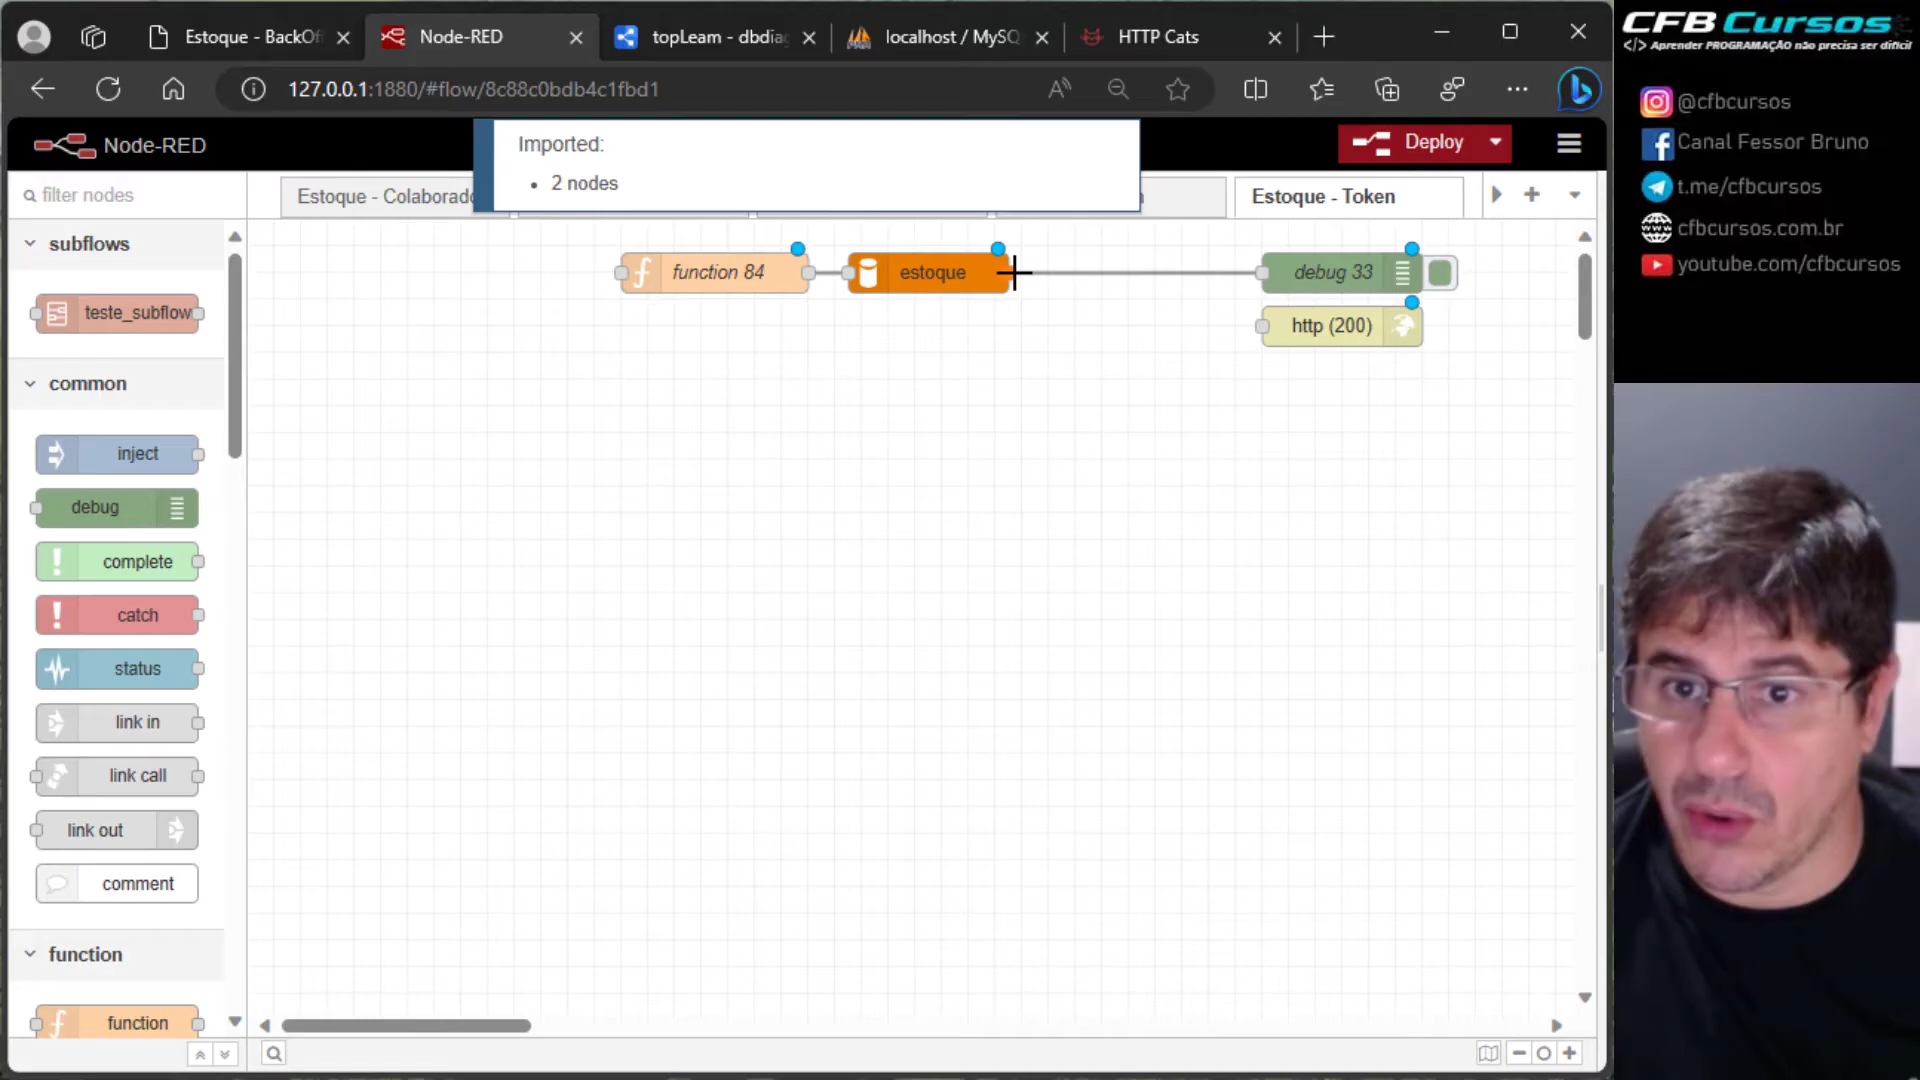 Estoque - BackOf
Node-RED
topLeam - dbdia
localhost / MySQ
HTTP Cats
127.0.0.1:1880/#flow/8c88c0bdb4c1fbd1
Node-RED
Imported:
2 nodes
Deploy
filter nodes
Estoque - Colaborado
Estoque - Token
subflows
teste_subflow
common
inject
debug
complete
catch
status
link in
link call
link out
comment
function
function
function 84
estoque
debug 33
http (200)
CFB Cursos
</> Aprender PROGRAMAÇÃO não precisa ser difícil
@cfbcursos
Canal Fessor Bruno
t.me/cfbcursos
cfbcursos.com.br
youtube.com/cfbcursos